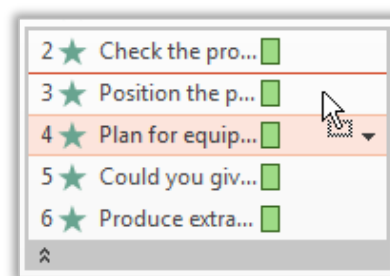 2 Check the pro...
3 Position the p...
4 Plan for equip...
5 Could you giv...
6 Produce extra...